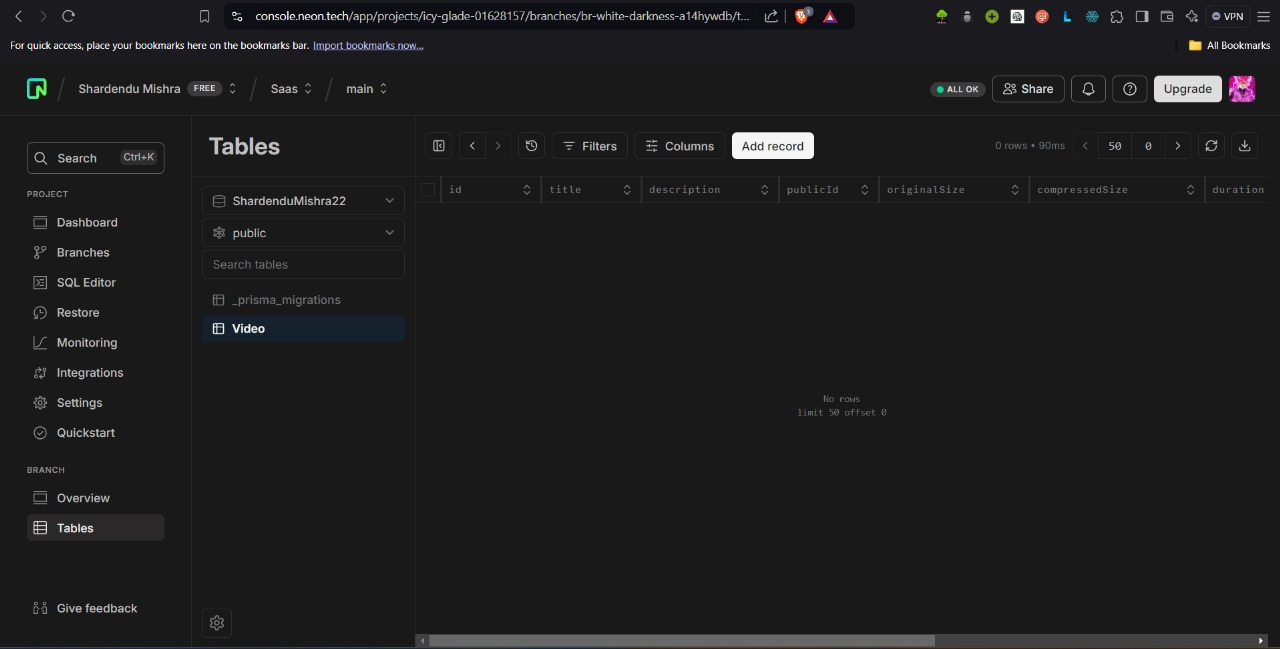 console.neon.tech/app/projects/icy-glade-01628157/branches/br-white-darkness-a14hywdb/t...
3
VPN
For quick access, place your bookmarks here on the bookmarks bar. Import bookmarks now...
All Bookmarks
Shardendu Mishra FREE / Saas / main
ALL OK
Share
Upgrade
Search Ctrl+K
PROJECT
Dashboard
Branches
SQL Editor
Restore
Monitoring
Integrations
Settings
Quickstart
BRANCH
Overview
Tables
Give feedback
Tables
ShardenduMishra22
public
Search tables
_prisma_migrations
Video
Filters
Columns
Add record
0 rows • 90ms
50
0
id title description publicId originalSize compressedSize duration
No rows
limit 50 offset 0